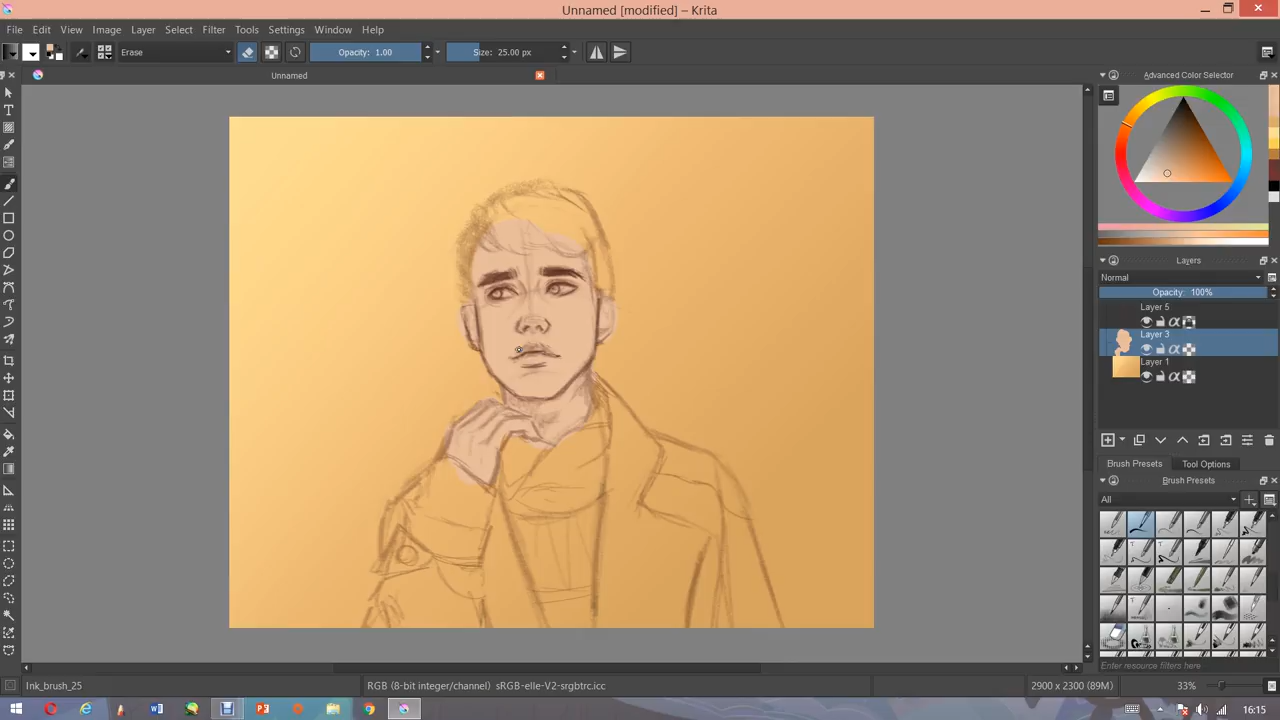 Unnamed [modified] – Krita
File Edit View Image Layer Select Filter Tools Settings Window Help
Erase Opacity: 1.00 Size: 25.00 px
Unnamed
Advanced Color Selector
Layers
Normal
Opacity: 100%
Layer 5
Layer 3
Layer 1
Brush Presets Tool Options
Brush Presets
All
Enter resource filters here
Ink_brush_25 RGB (8-bit integer/channel) sRGB-elle-V2-srgbtrc.icc 2900 x 2300 (89M) 33%
16:15